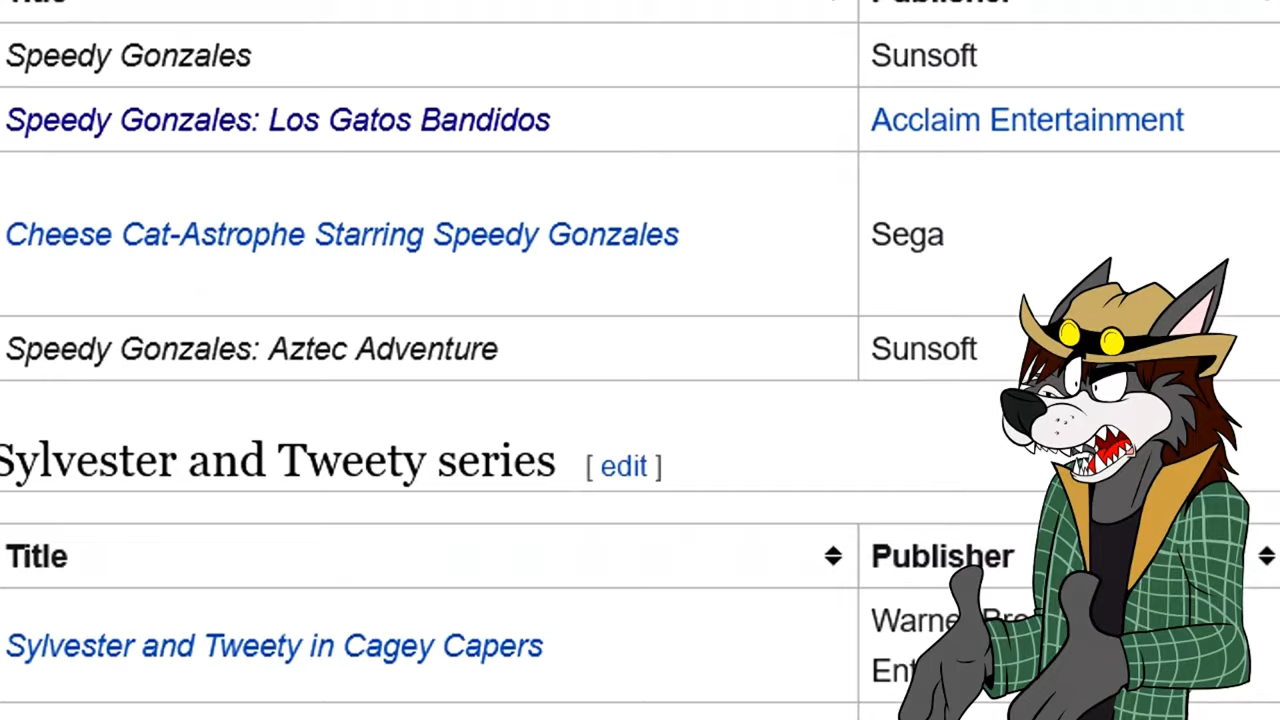 Speedy Gonzales Sunsoft
Speedy Gonzales: Los Gatos Bandidos Acclaim Entertainment
Cheese Cat-Astrophe Starring Speedy Gonzales Sega
Speedy Gonzales: Aztec Adventure Sunsoft
Sylvester and Tweety series [ edit ]
Title Publisher
Sylvester and Tweety in Cagey Capers